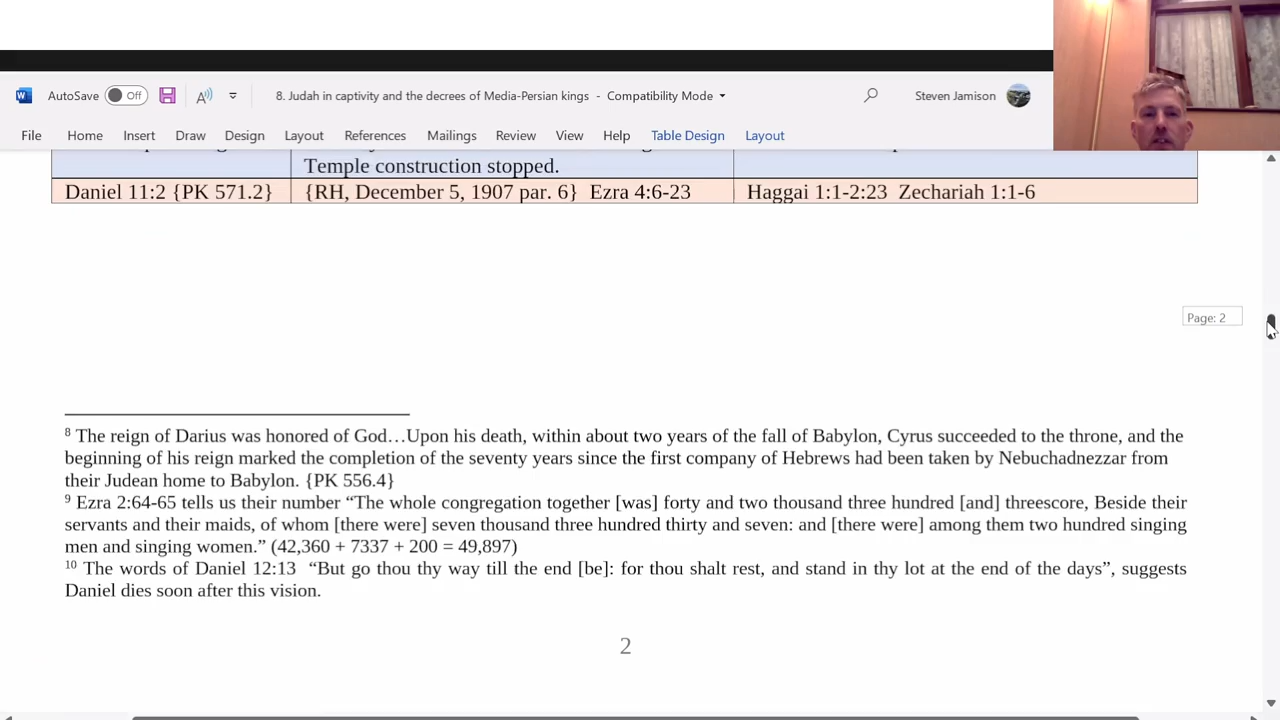 AutoSave Off 8. Judah in captivity and the decrees of Media-Persian kings - Compatibility Mode Steven Jamison
File Home Insert Draw Design Layout References Mailings Review View Help Table Design Layout
Temple construction stopped.
Daniel 11:2 {PK 571.2} {RH, December 5, 1907 par. 6} Ezra 4:6-23 Haggai 1:1-2:23 Zechariah 1:1-6
Page: 2
8 The reign of Darius was honored of God…Upon his death, within about two years of the fall of Babylon, Cyrus succeeded to the throne, and the
beginning of his reign marked the completion of the seventy years since the first company of Hebrews had been taken by Nebuchadnezzar from
their Judean home to Babylon. {PK 556.4}
9 Ezra 2:64-65 tells us their number “The whole congregation together [was] forty and two thousand three hundred [and] threescore, Beside their
servants and their maids, of whom [there were] seven thousand three hundred thirty and seven: and [there were] among them two hundred singing
men and singing women.” (42,360 + 7337 + 200 = 49,897)
10 The words of Daniel 12:13 “But go thou thy way till the end [be]: for thou shalt rest, and stand in thy lot at the end of the days”, suggests
Daniel dies soon after this vision.
2